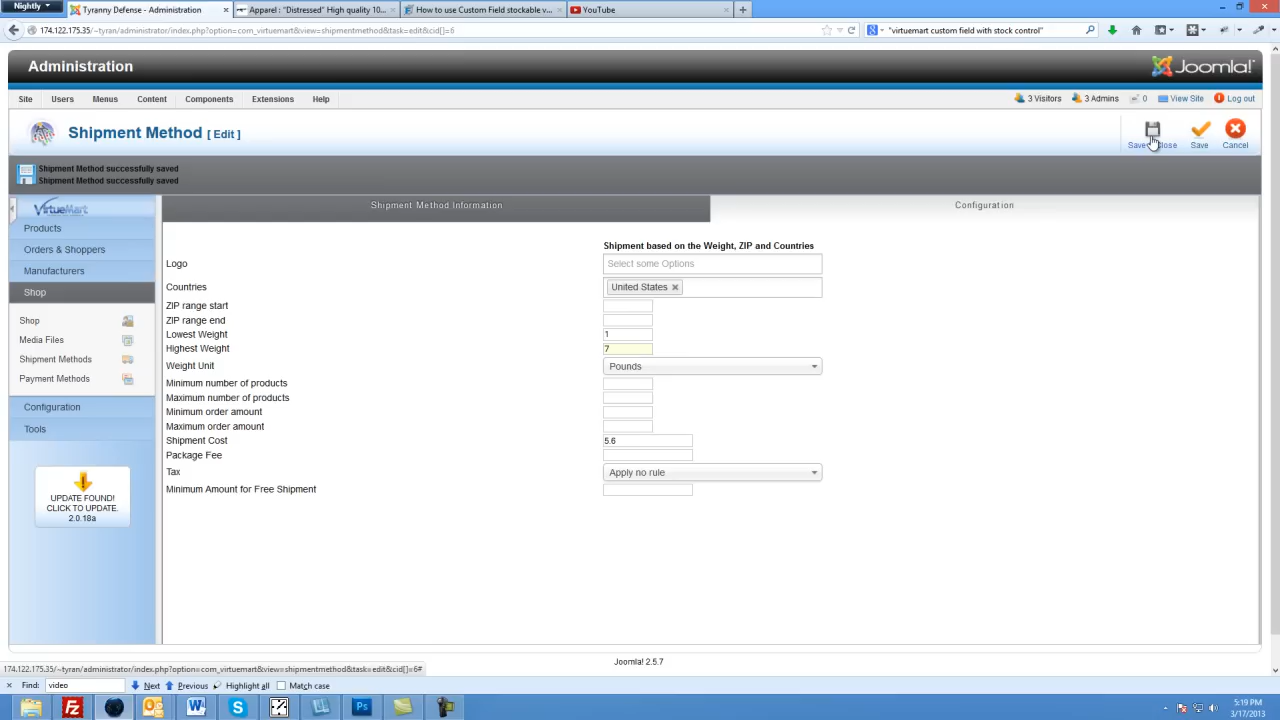 Nightly
Tyranny Defense - Administration
Apparel : "Distressed" High quality 10...
How to use Custom Field stockable v...
YouTube
174.122.175.35/~tyran/administrator/index.php?option=com_virtuemart&view=shipmentmethod&task=edit&cid[]=6
"virtuemart custom field with stock control"
Administration
Joomla!
Site Users Menus Content Components Extensions Help
3 Visitors 3 Admins 0 View Site Log out
Shipment Method [ Edit ]
Save Close Save Cancel
Shipment Method successfully saved
Shipment Method successfully saved
VirtueMart
Products
Orders & Shoppers
Manufacturers
Shop
Shop
Media Files
Shipment Methods
Payment Methods
Configuration
Tools
UPDATE FOUND!
CLICK TO UPDATE.
2.0.18a
Shipment Method Information
Configuration
Shipment based on the Weight, ZIP and Countries
Logo Select some Options
Countries United States
ZIP range start
ZIP range end
Lowest Weight 1
Highest Weight 7
Weight Unit Pounds
Minimum number of products
Maximum number of products
Minimum order amount
Maximum order amount
Shipment Cost 5.6
Package Fee
Tax Apply no rule
Minimum Amount for Free Shipment
Joomla! 2.5.7
174.122.175.35/~tyran/administrator/index.php?option=com_virtuemart&view=shipmentmethod&task=edit&cid[]=6#
Find: video Next Previous Highlight all Match case
5:19 PM
3/17/2013